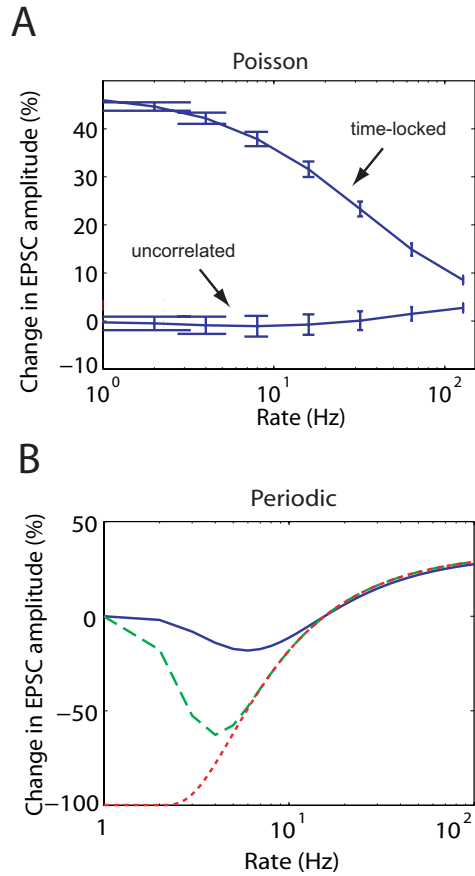 A
Poisson
Change in EPSC amplitude (%)
40
30
20
10
0
−10
time-locked
uncorrelated
10^0
10^1
10^2
Rate (Hz)
B
Periodic
Change in EPSC amplitude (%)
50
0
−50
−100
1
10^1
10^2
Rate (Hz)